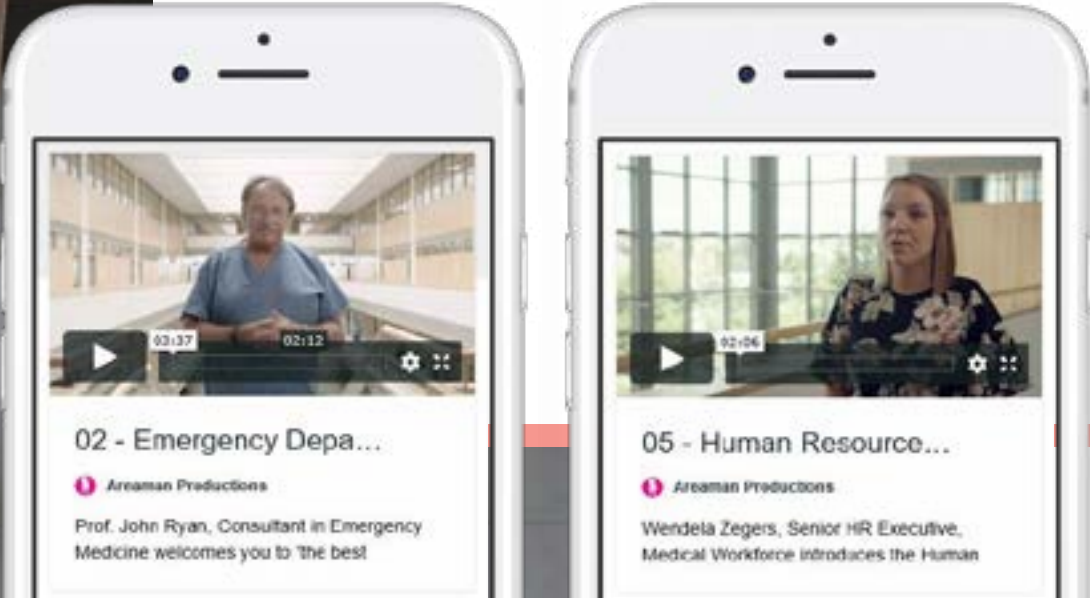 03:37
02:12
02 - Emergency Depa...
Areaman Productions
Prof. John Ryan, Consultant in Emergency
Medicine welcomes you to 'the best
02:06
05 - Human Resource...
Areaman Productions
Wendela Zegers, Senior HR Executive,
Medical Workforce introduces the Human